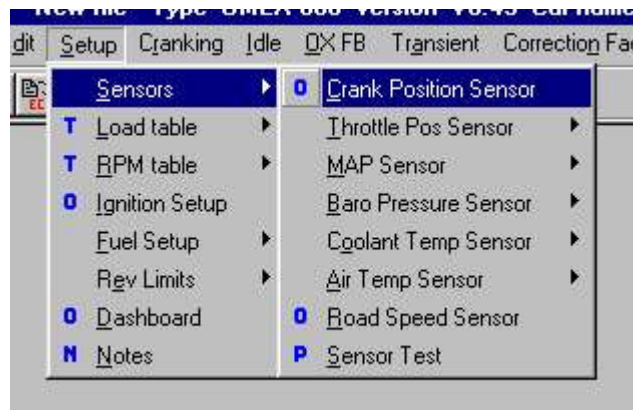 dit Setup Cranking Idle OX FB Transient Correction Fa
EC
Sensors
T Load table
T RPM table
O Ignition Setup
Fuel Setup
Rev Limits
O Dashboard
N Notes
O Crank Position Sensor
Throttle Pos Sensor
MAP Sensor
Baro Pressure Sensor
Coolant Temp Sensor
Air Temp Sensor
O Road Speed Sensor
P Sensor Test